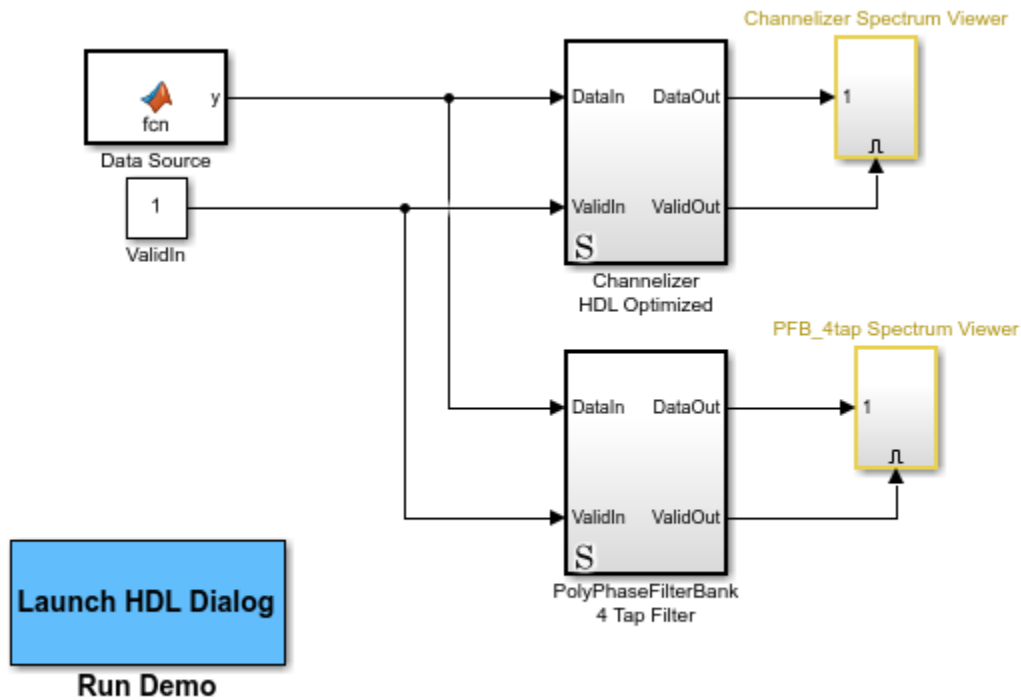 Channelizer Spectrum Viewer
y
fcn
Data Source
DataIn
DataOut
1
1
ValidIn
ValidIn
ValidOut
S
Channelizer
HDL Optimized
PFB_4tap Spectrum Viewer
DataIn
DataOut
1
ValidIn
ValidOut
S
PolyPhaseFilterBank
4 Tap Filter
Launch HDL Dialog
Run Demo